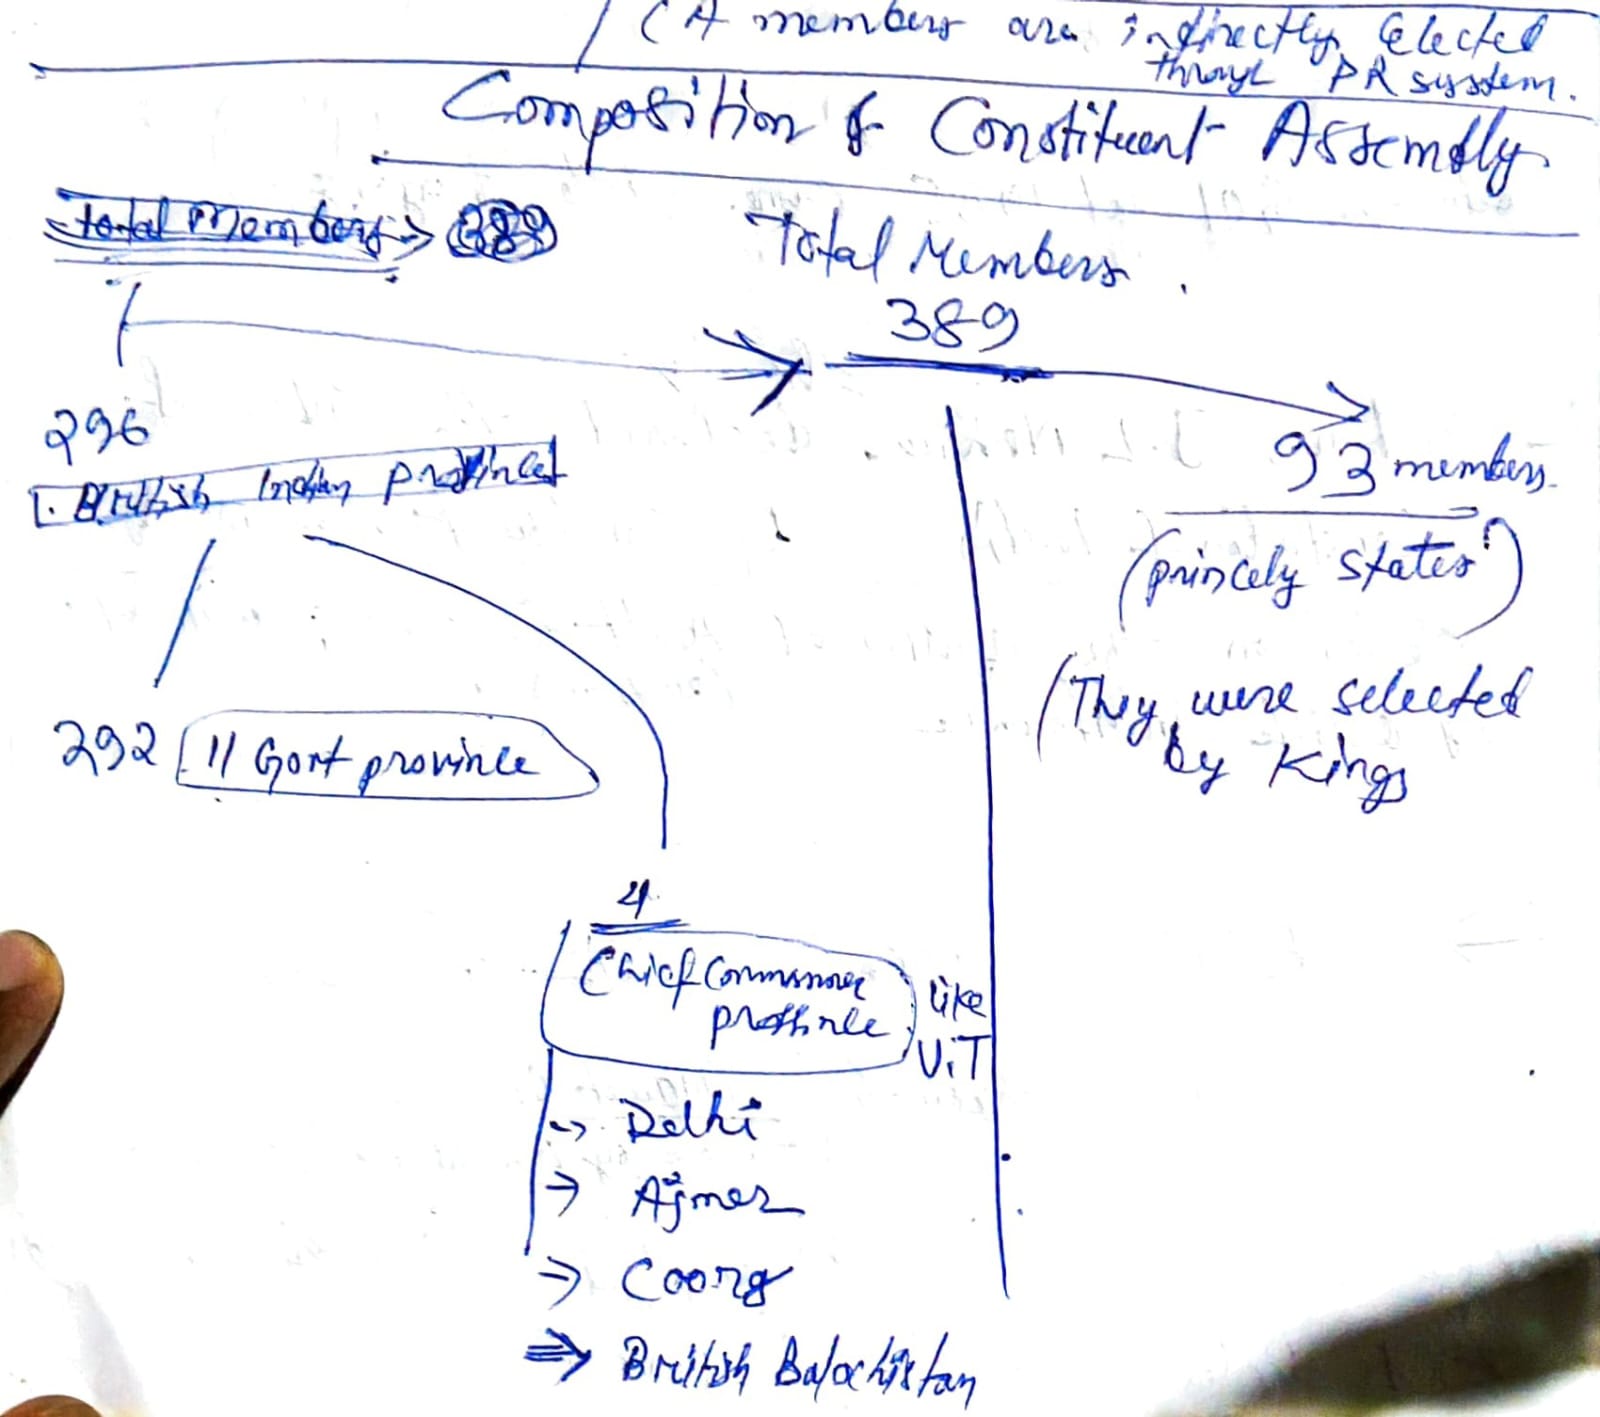 CA members are indirectly Elected
through PR system.
Composition of Constituent Assembly
Total Members → 389
Total Members.
389
296
1. British Indian Provinces
93 members
(princely states)
(They were selected
by Kings
292 11 Govt province
4
Chief Commissioner
province
like
U.T
→ Delhi
→ Ajmer
→ Coorg
⇒ British Balochistan